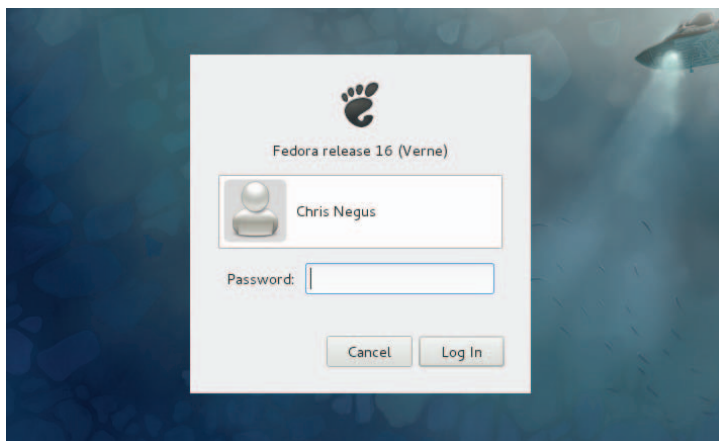 Fedora release 16 (Verne)
Chris Negus
Password:
Cancel
Log In